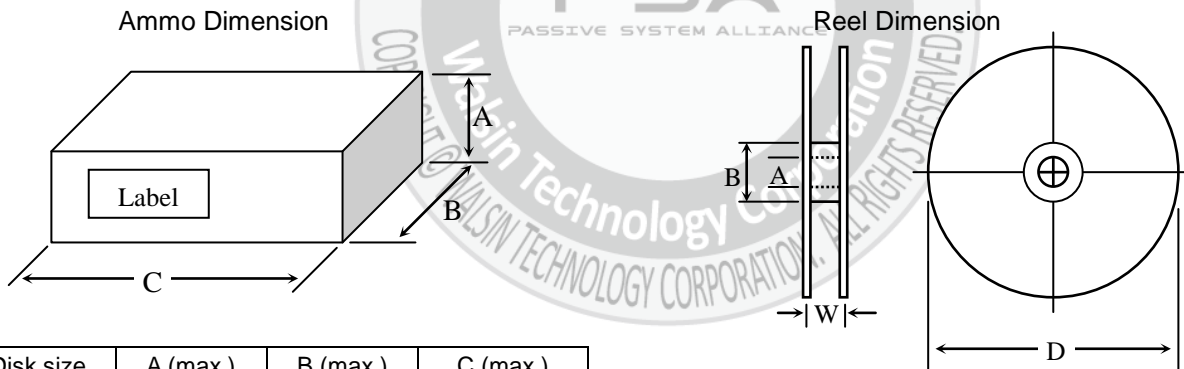 Ammo Dimension
Reel Dimension
PASSIVE SYSTEM ALLIANCE
Walsin Technology Corporation
WALSIN TECHNOLOGY CORPORATION. ALL RIGHTS RESERVED.
A
Label
B
C
B
A
W
D
Disk size A (max.) B (max.) C (max.)